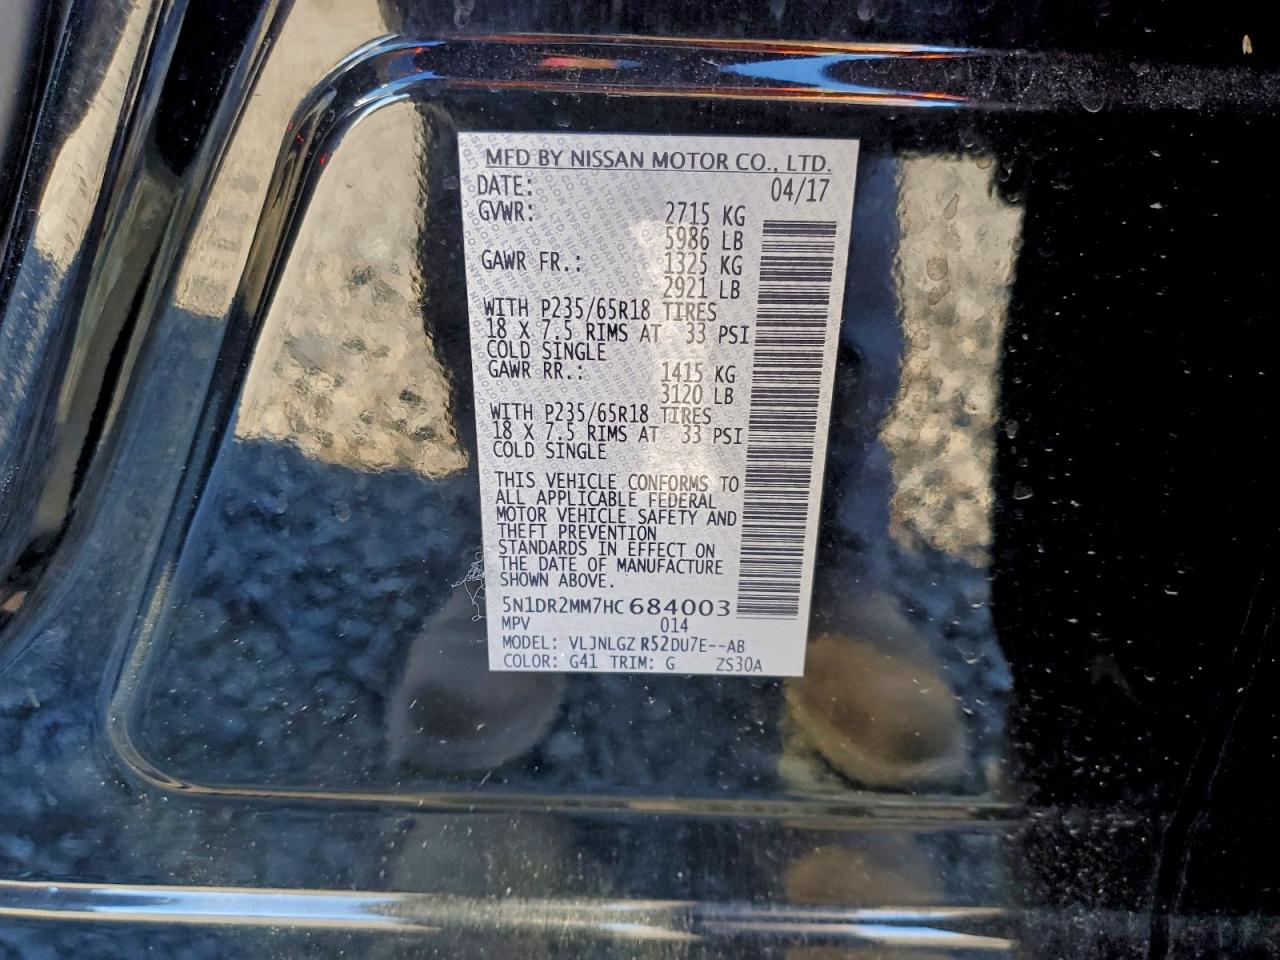 MFD BY NISSAN MOTOR CO., LTD.
DATE: 04/17
GVWR: 2715 KG
5986 LB
GAWR FR.: 1325 KG
2921 LB
WITH P235/65R18 TIRES
18 X 7.5 RIMS AT 33 PSI
COLD SINGLE
GAWR RR.: 1415 KG
3120 LB
WITH P235/65R18 TIRES
18 X 7.5 RIMS AT 33 PSI
COLD SINGLE
THIS VEHICLE CONFORMS TO
ALL APPLICABLE FEDERAL
MOTOR VEHICLE SAFETY AND
THEFT PREVENTION
STANDARDS IN EFFECT ON
THE DATE OF MANUFACTURE
SHOWN ABOVE.
5N1DR2MM7HC684003
MPV 014
MODEL: VLJNLGZ R52DU7E--AB
COLOR: G41 TRIM: G ZS30A